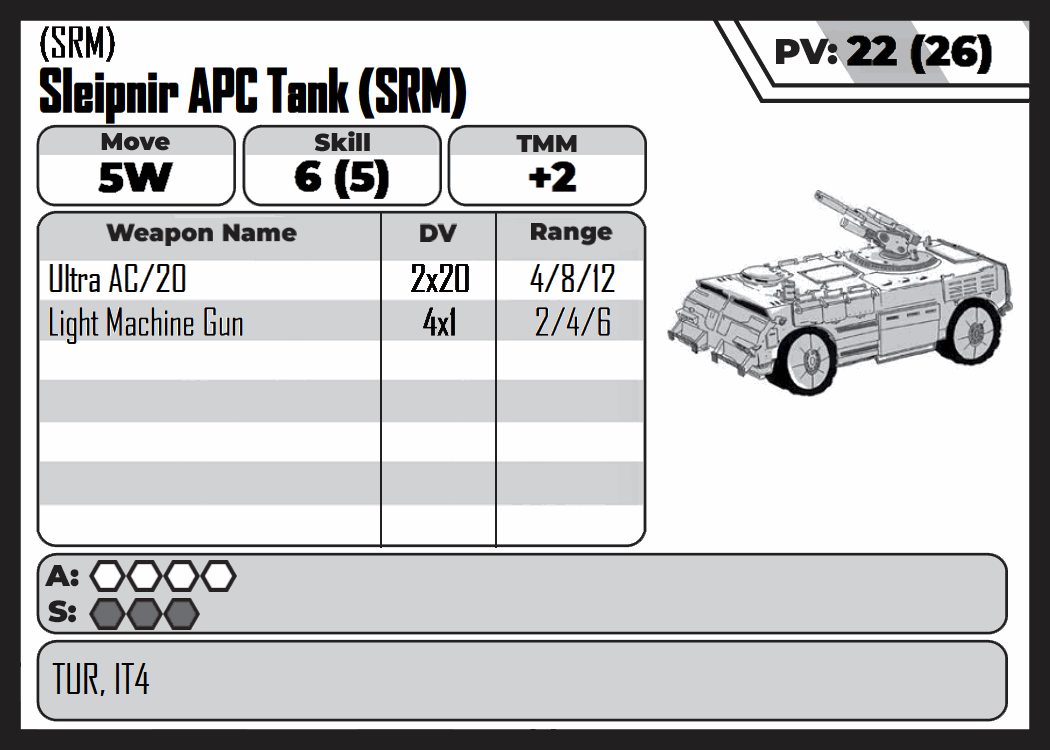 (SRM)
Sleipnir APC Tank (SRM)
PV: 22 (26)
Move Skill TMM
5W 6 (5) +2
Weapon Name DV Range
Ultra AC/20 2x20 4/8/12
Light Machine Gun 4x1 2/4/6
A:
S:
TUR, IT4